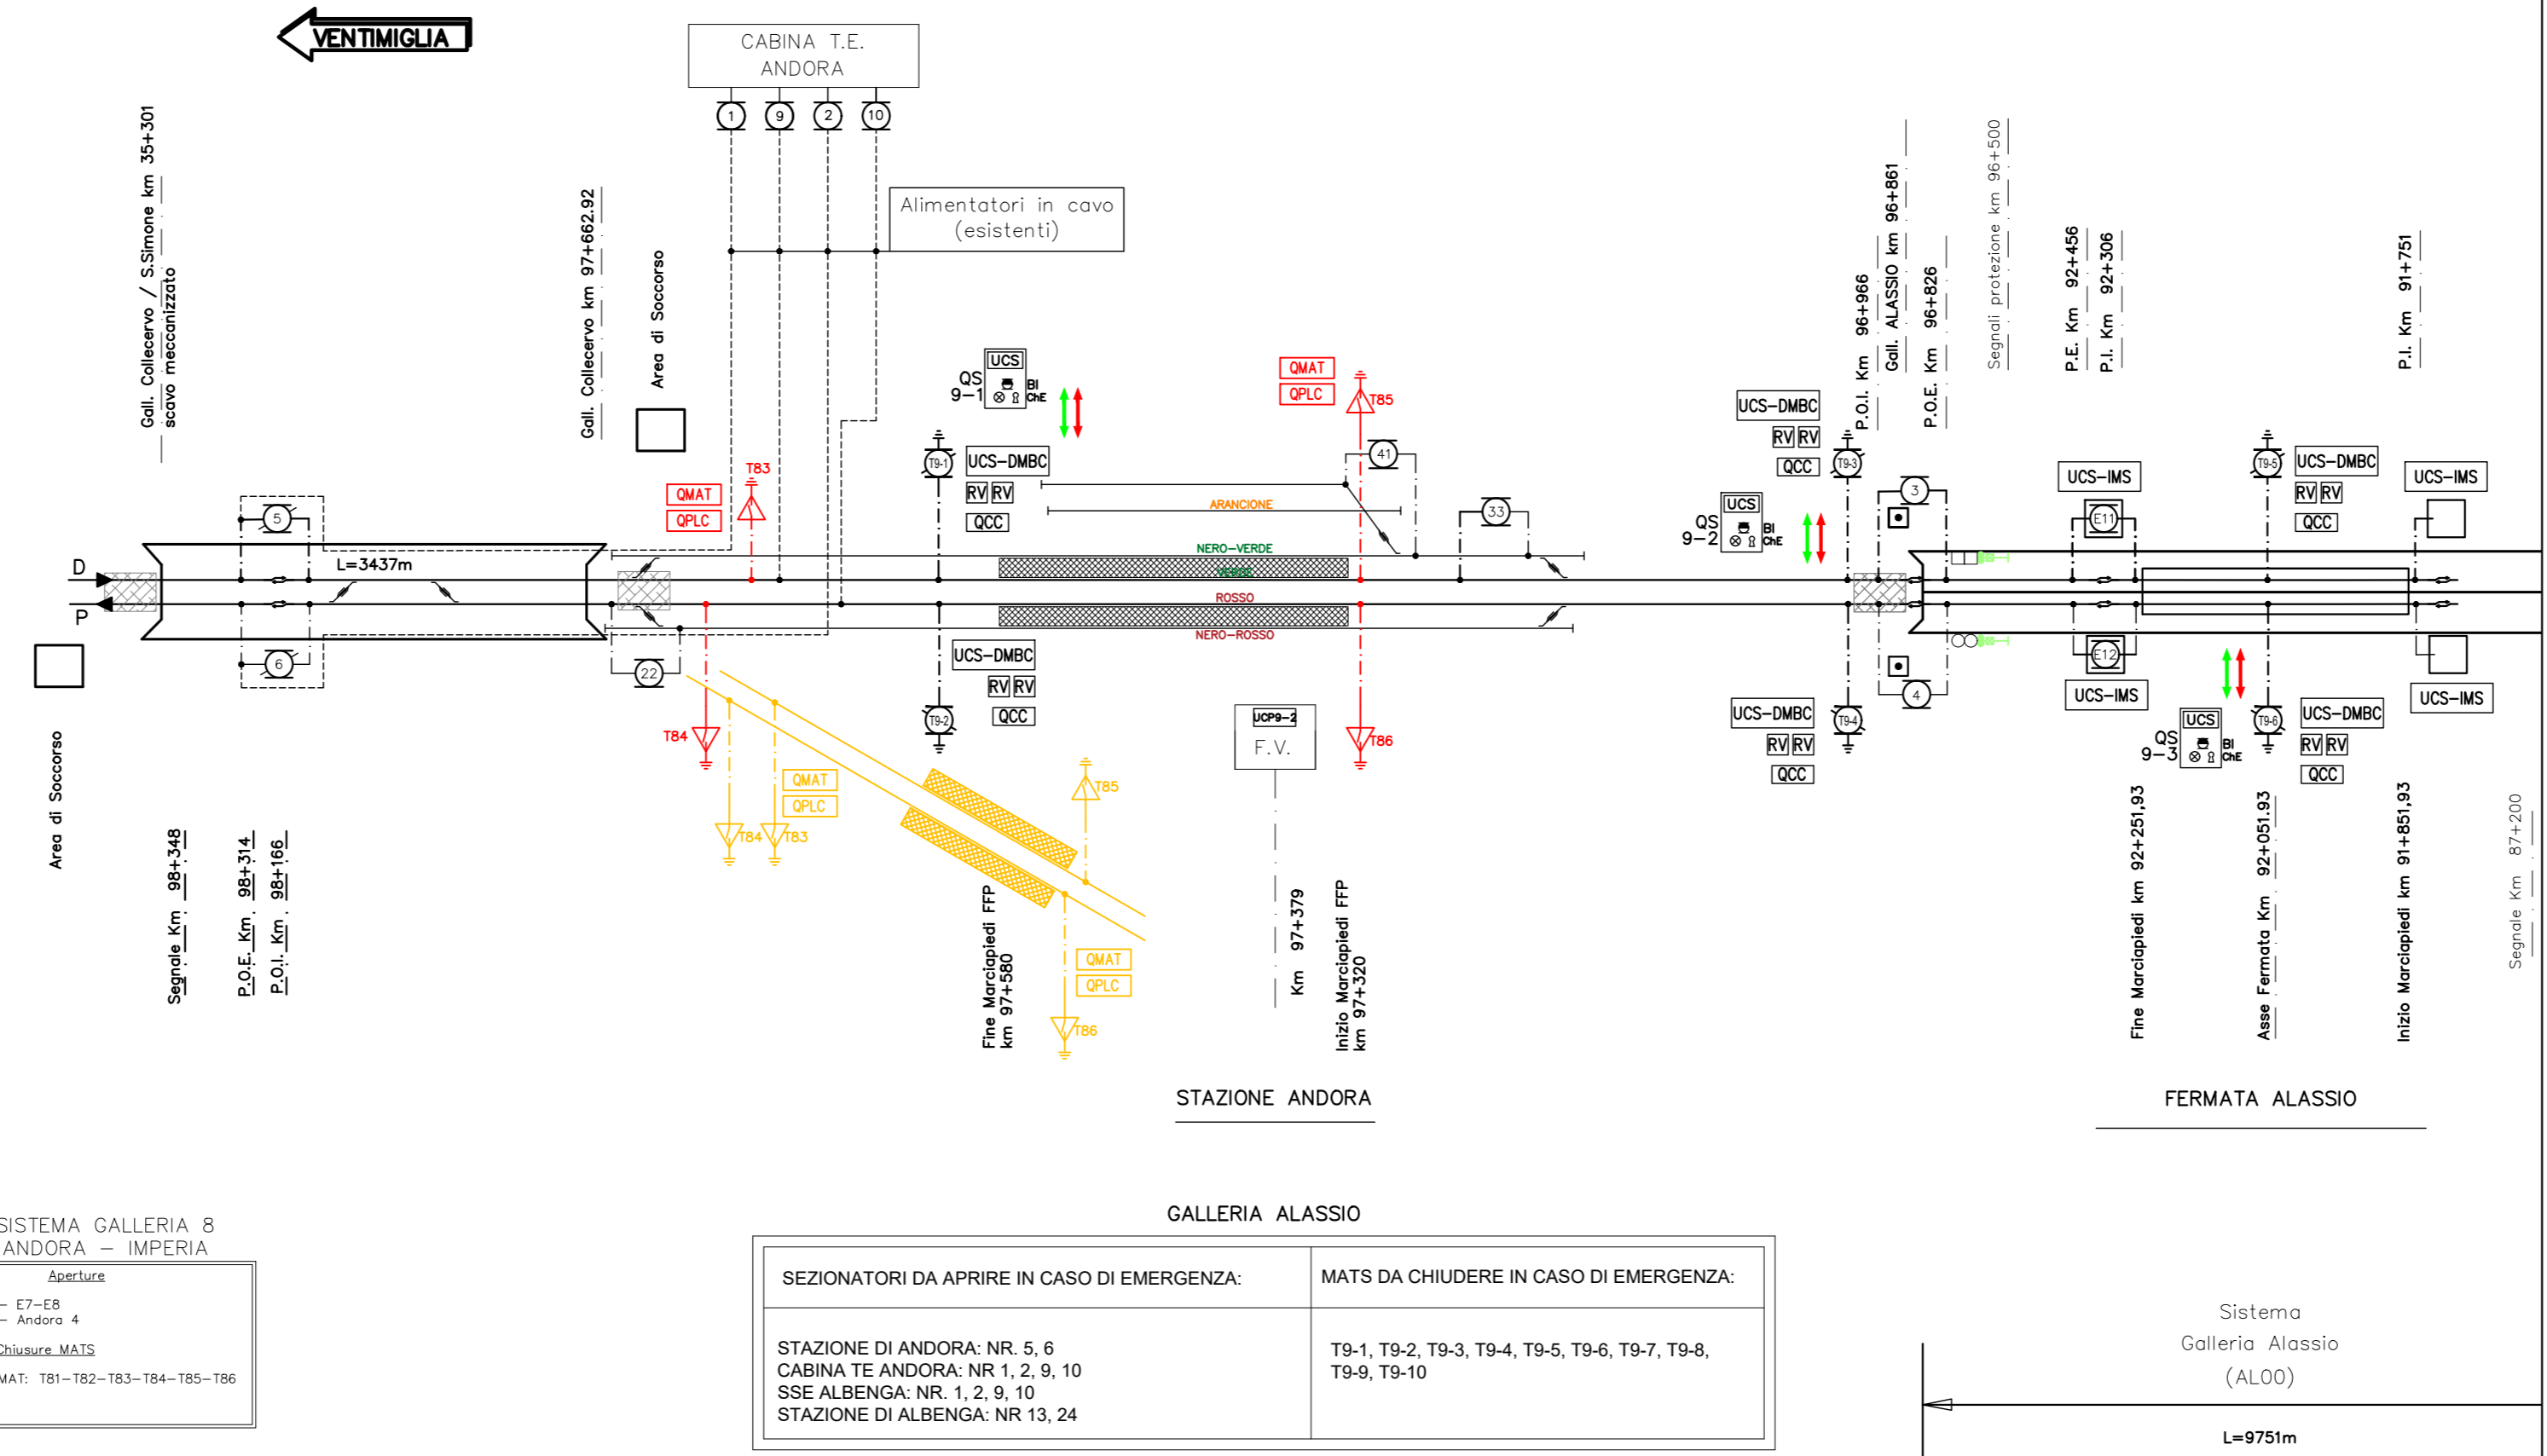 VENTIMIGLIA
CABINA T.E.
ANDORA
1
9
2
10
Alimentatori in cavo
(esistenti)
Gall. Collecervo / S.Simone km 35+301
scavo meccanizzato
Gall. Collecervo km 97+662.92
Area di Soccorso
QS
9-1
UCS
BI
ChE
QMAT
QPLC
T85
T83
QMAT
QPLC
T9-1
UCS-DMBC
RV RV
QCC
41
33
ARANCIONE
NERO-VERDE
VERDE
ROSSO
NERO-ROSSO
5
L=3437m
D
P
6
22
Area di Soccorso
T84
UCS-DMBC
RV RV
QCC
T9-2
UCP9-2
F.V.
T86
QMAT
QPLC
T84
T83
T85
QMAT
QPLC
T86
Segnale Km 98+348
P.O.E. Km. 98+314
P.O.I. Km. 98+166
Fine Marciapiedi FFP
km 97+580
Km 97+379
Inizio Marciapiedi FFP
km 97+320
STAZIONE ANDORA
P.O.I. Km 96+966
Gall. ALASSIO km 96+861
P.O.E. Km 96+826
Segnali protezione km 96+500
P.E. Km 92+456
P.I. Km 92+306
P.I. Km 91+751
UCS-DMBC
RV RV
QCC
T9-3
QS
9-2
UCS
BI
ChE
3
UCS-IMS
E11
T9-5
UCS-DMBC
RV RV
QCC
UCS-IMS
UCS-DMBC
RV RV
QCC
T9-4
4
E12
UCS-IMS
QS
9-3
UCS
BI
ChE
T9-6
UCS-DMBC
RV RV
QCC
UCS-IMS
Fine Marciapiedi km 92+251,93
Asse Fermata Km 92+051.93
Inizio Marciapiedi km 91+851,93
Segnale Km 87+200
FERMATA ALASSIO
SISTEMA GALLERIA 8
ANDORA - IMPERIA
Aperture
- E7-E8
- Andora 4
Chiusure MATS
MAT: T81-T82-T83-T84-T85-T86
GALLERIA ALASSIO
SEZIONATORI DA APRIRE IN CASO DI EMERGENZA:
MATS DA CHIUDERE IN CASO DI EMERGENZA:
STAZIONE DI ANDORA: NR. 5, 6
CABINA TE ANDORA: NR 1, 2, 9, 10
SSE ALBENGA: NR. 1, 2, 9, 10
STAZIONE DI ALBENGA: NR 13, 24
T9-1, T9-2, T9-3, T9-4, T9-5, T9-6, T9-7, T9-8,
T9-9, T9-10
Sistema
Galleria Alassio
(AL00)
L=9751m